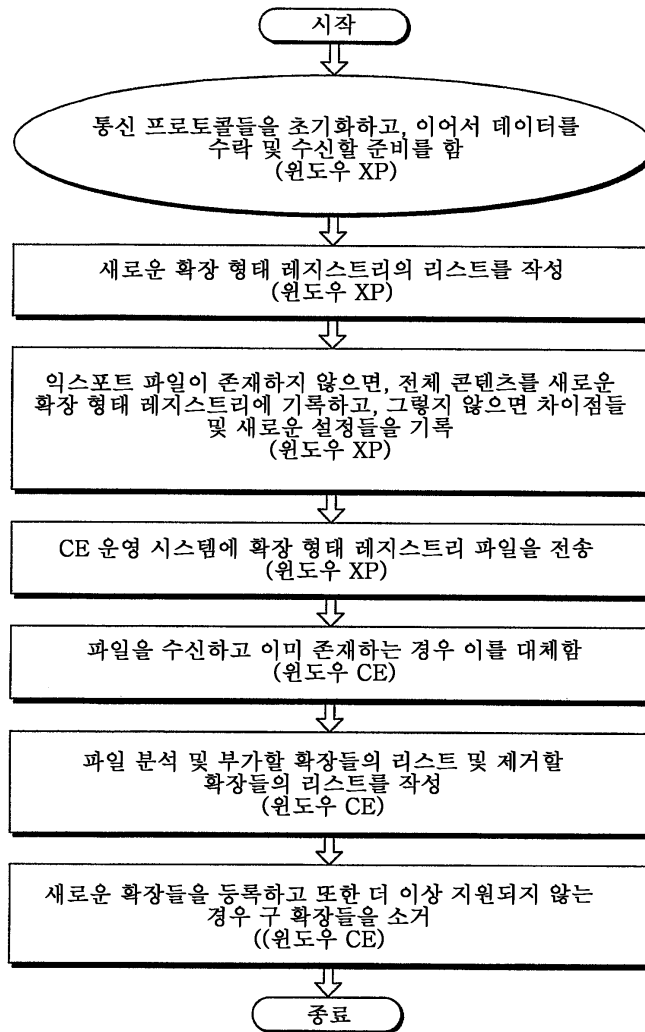 시작
통신 프로토콜들을 초기화하고, 이어서 데이터를
수락 및 수신할 준비를 함
(윈도우 XP)
새로운 확장 형태 레지스트리의 리스트를 작성
(윈도우 XP)
익스포트 파일이 존재하지 않으면, 전체 콘텐츠를 새로운
확장 형태 레지스트리에 기록하고, 그렇지 않으면 차이점들
및 새로운 설정들을 기록
(윈도우 XP)
CE 운영 시스템에 확장 형태 레지스트리 파일을 전송
(윈도우 XP)
파일을 수신하고 이미 존재하는 경우 이를 대체함
(윈도우 CE)
파일 분석 및 부가할 확장들의 리스트 및 제거할
확장들의 리스트를 작성
(윈도우 CE)
새로운 확장들을 등록하고 또한 더 이상 지원되지 않는
경우 구 확장들을 소거
((윈도우 CE)
종료